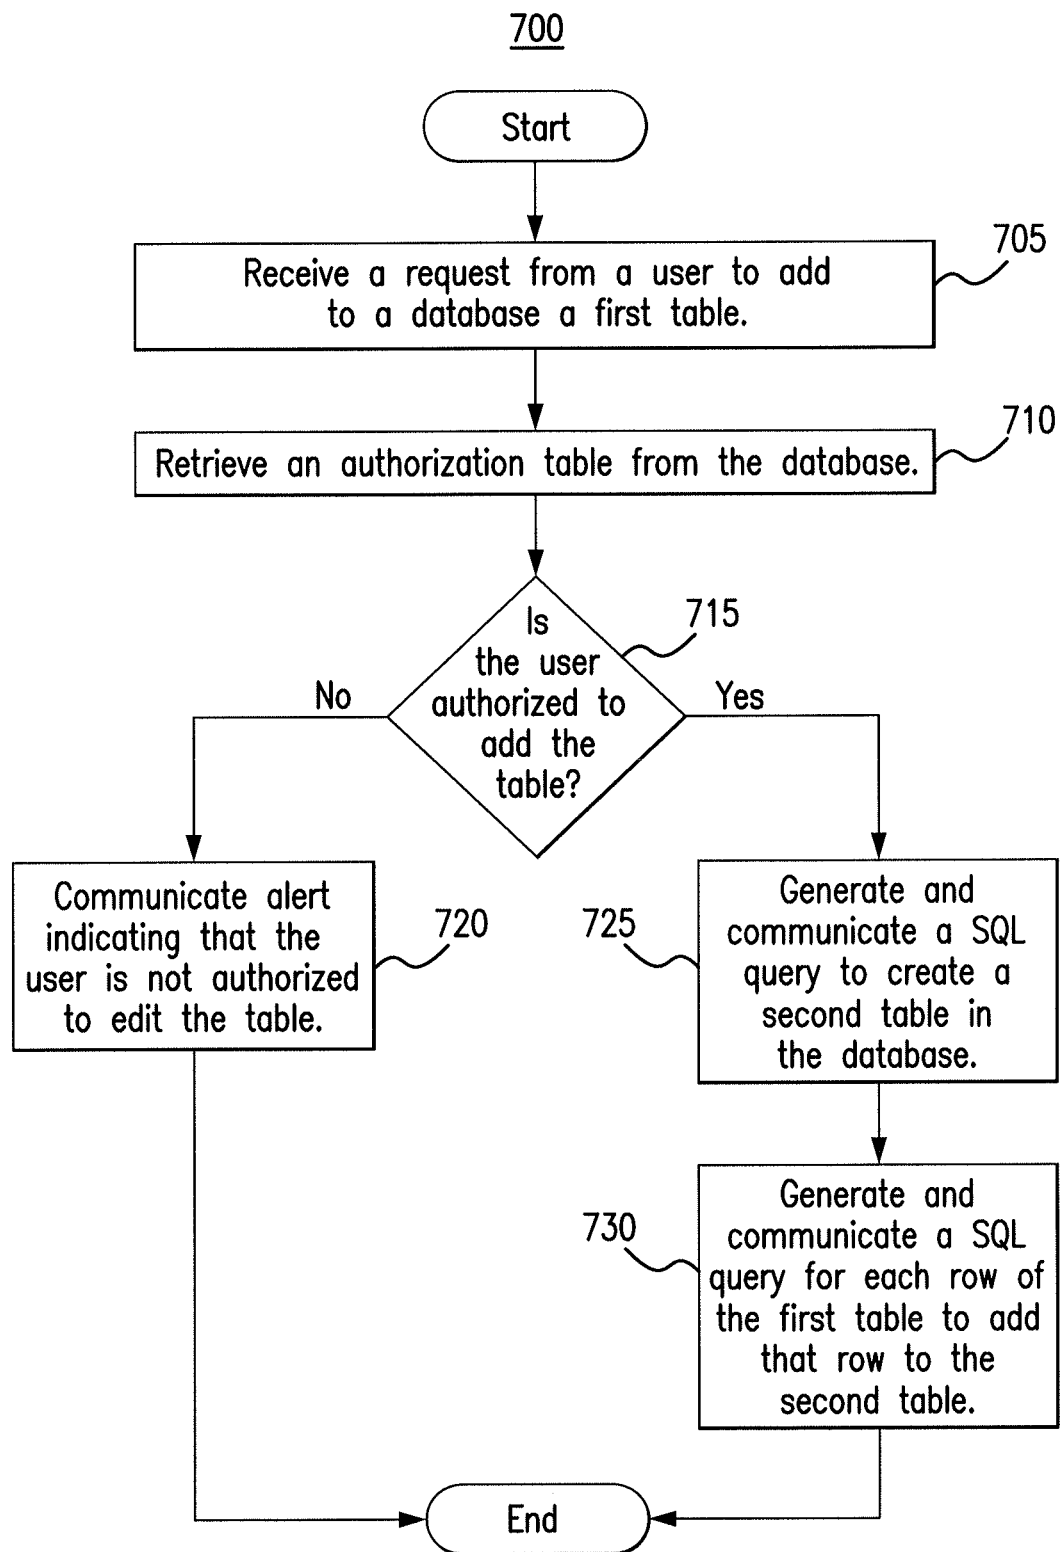 700
Start
705
Receive a request from a user to add
to a database a first table.
710
Retrieve an authorization table from the database.
715
Is
the user
authorized to
add the
table?
No
Yes
Communicate alert
indicating that the
user is not authorized
to edit the table.
720
725
Generate and
communicate a SQL
query to create a
second table in
the database.
730
Generate and
communicate a SQL
query for each row of
the first table to add
that row to the
second table.
End